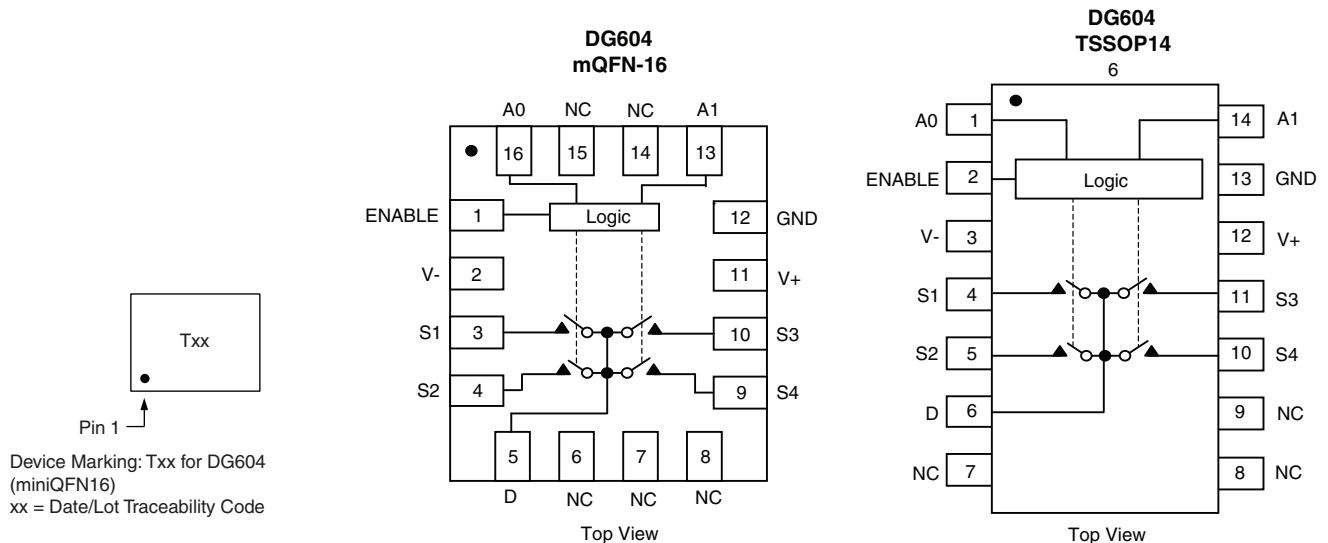 Txx
Pin 1
Device Marking: Txx for DG604
(miniQFN16)
xx = Date/Lot Traceability Code
DG604
mQFN-16
A0 NC NC A1
16 15 14 13
ENABLE 1 Logic 12 GND
V- 2 11 V+
S1 3 10 S3
S2 4 9 S4
5 6 7 8
D NC NC NC
Top View
DG604
TSSOP14
6
A0 1 14 A1
ENABLE 2 Logic 13 GND
V- 3 12 V+
S1 4 11 S3
S2 5 10 S4
D 6 9 NC
NC 7 8 NC
Top View